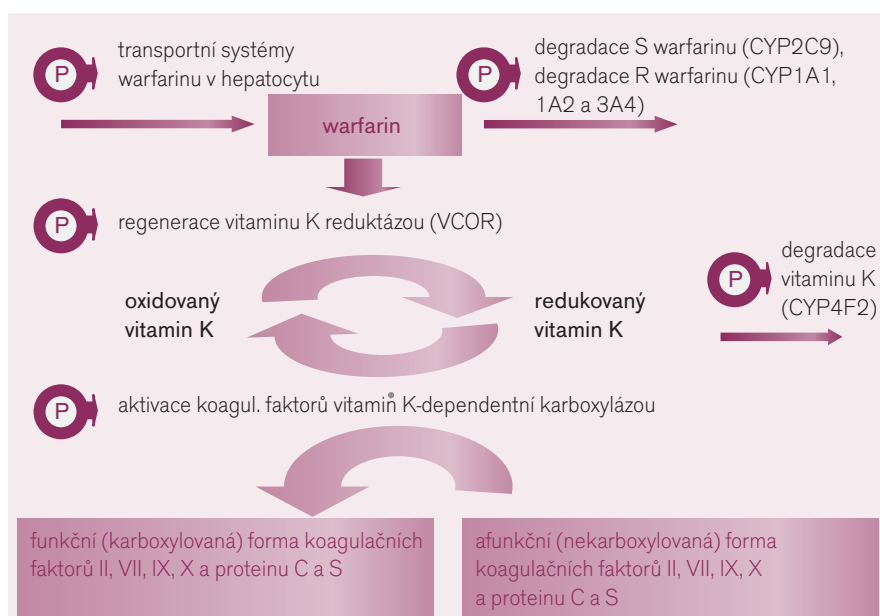 P
transportní systémy
warfarinu v hepatocytu
P
degradace S warfarinu (CYP2C9),
degradace R warfarinu (CYP1A1,
1A2 a 3A4)
warfarin
P
regenerace vitaminu K reduktázou (VCOR)
oxidovaný
vitamin K
redukovaný
vitamin K
P
degradace
vitaminu K
(CYP4F2)
P
aktivace koagul. faktorů vitamin K-dependentní karboxylázou
funkční (karboxylovaná) forma koagulačních
faktorů II, VII, IX, X a proteinu C a S
afunkční (nekarboxylovaná) forma
koagulačních faktorů II, VII, IX, X
a proteinu C a S